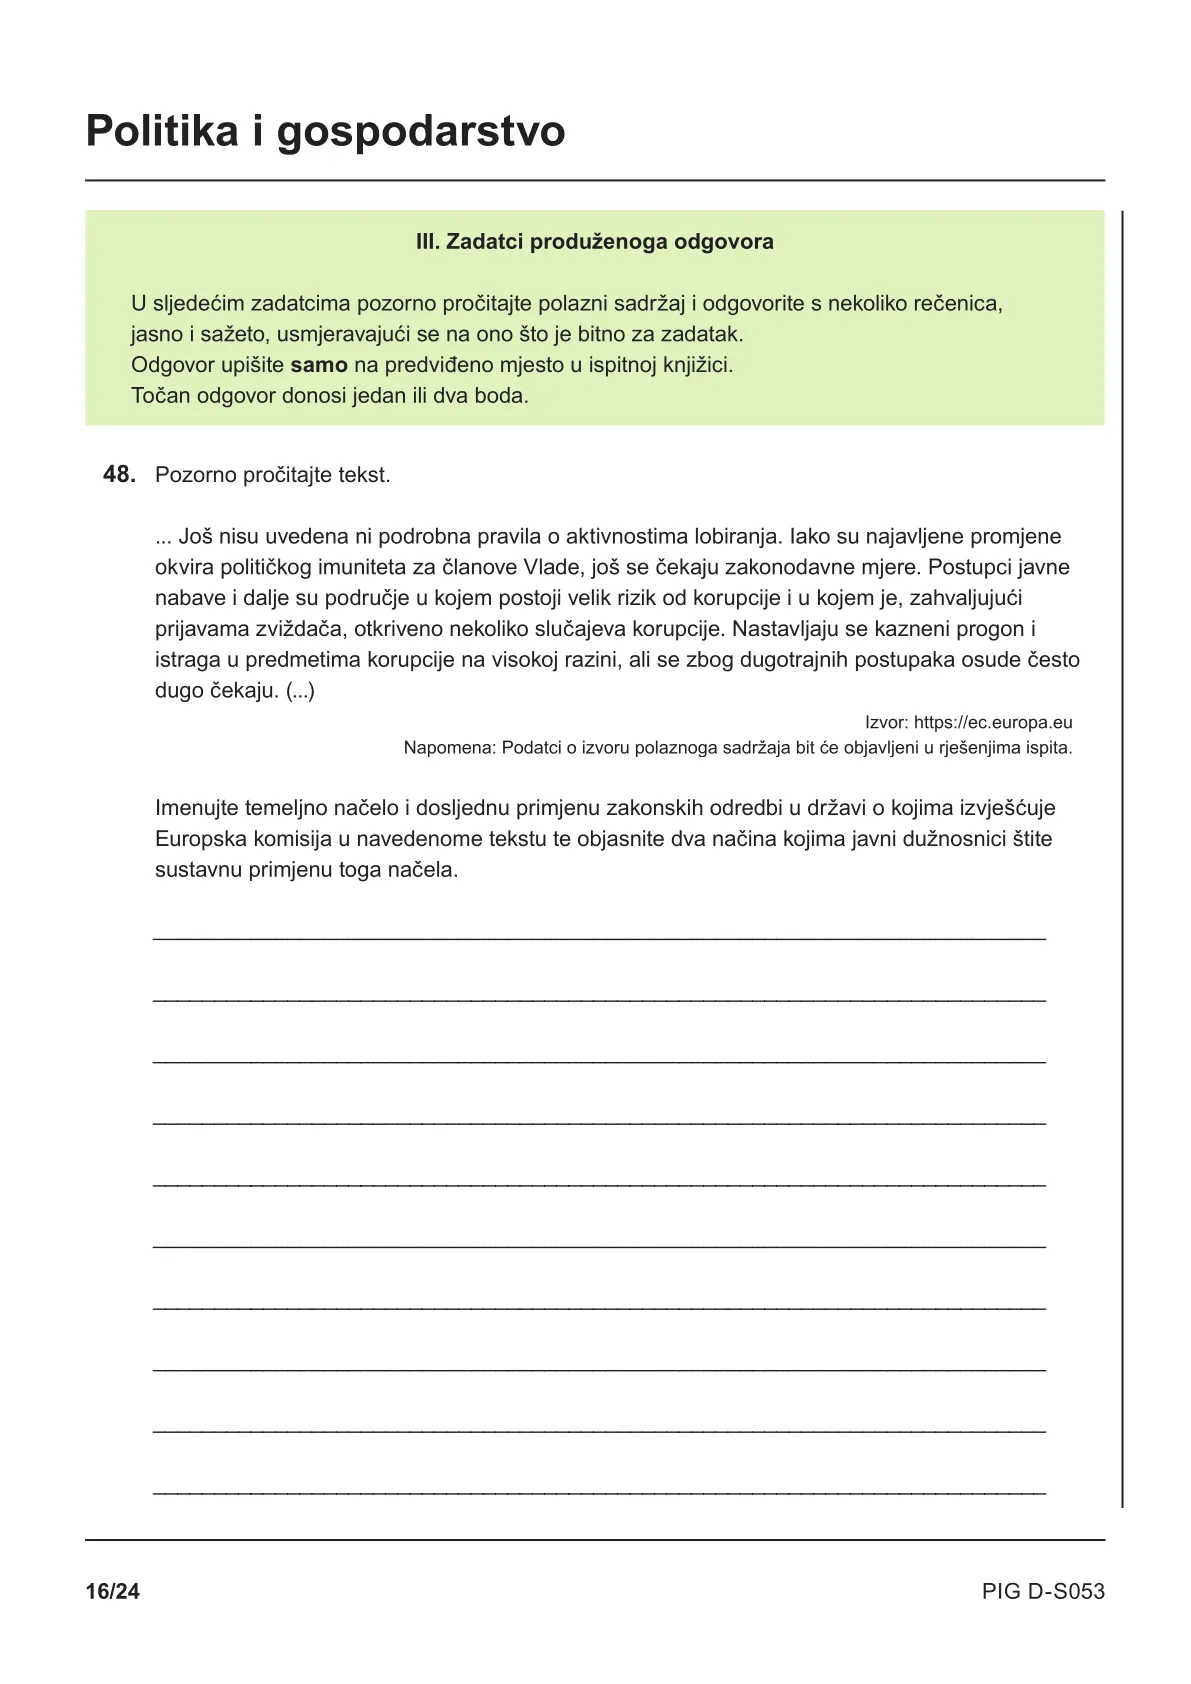 Politika i gospodarstvo
III. Zadatci produženoga odgovora
U sljedećim zadatcima pozorno pročitajte polazni sadržaj i odgovorite s nekoliko rečenica,
jasno i sažeto, usmjeravajući se na ono što je bitno za zadatak.
Odgovor upišite samo na predviđeno mjesto u ispitnoj knjižici.
Točan odgovor donosi jedan ili dva boda.
48. Pozorno pročitajte tekst.
... Još nisu uvedena ni podrobna pravila o aktivnostima lobiranja. Iako su najavljene promjene
okvira političkog imuniteta za članove Vlade, još se čekaju zakonodavne mjere. Postupci javne
nabave i dalje su područje u kojem postoji velik rizik od korupcije i u kojem je, zahvaljujući
prijavama zviždača, otkriveno nekoliko slučajeva korupcije. Nastavljaju se kazneni progon i
istraga u predmetima korupcije na visokoj razini, ali se zbog dugotrajnih postupaka osude često
dugo čekaju. (...)
Izvor: https://ec.europa.eu
Napomena: Podatci o izvoru polaznoga sadržaja bit će objavljeni u rješenjima ispita.
Imenujte temeljno načelo i dosljednu primjenu zakonskih odredbi u državi o kojima izvješćuje
Europska komisija u navedenome tekstu te objasnite dva načina kojima javni dužnosnici štite
sustavnu primjenu toga načela.
16/24
PIG D-S053